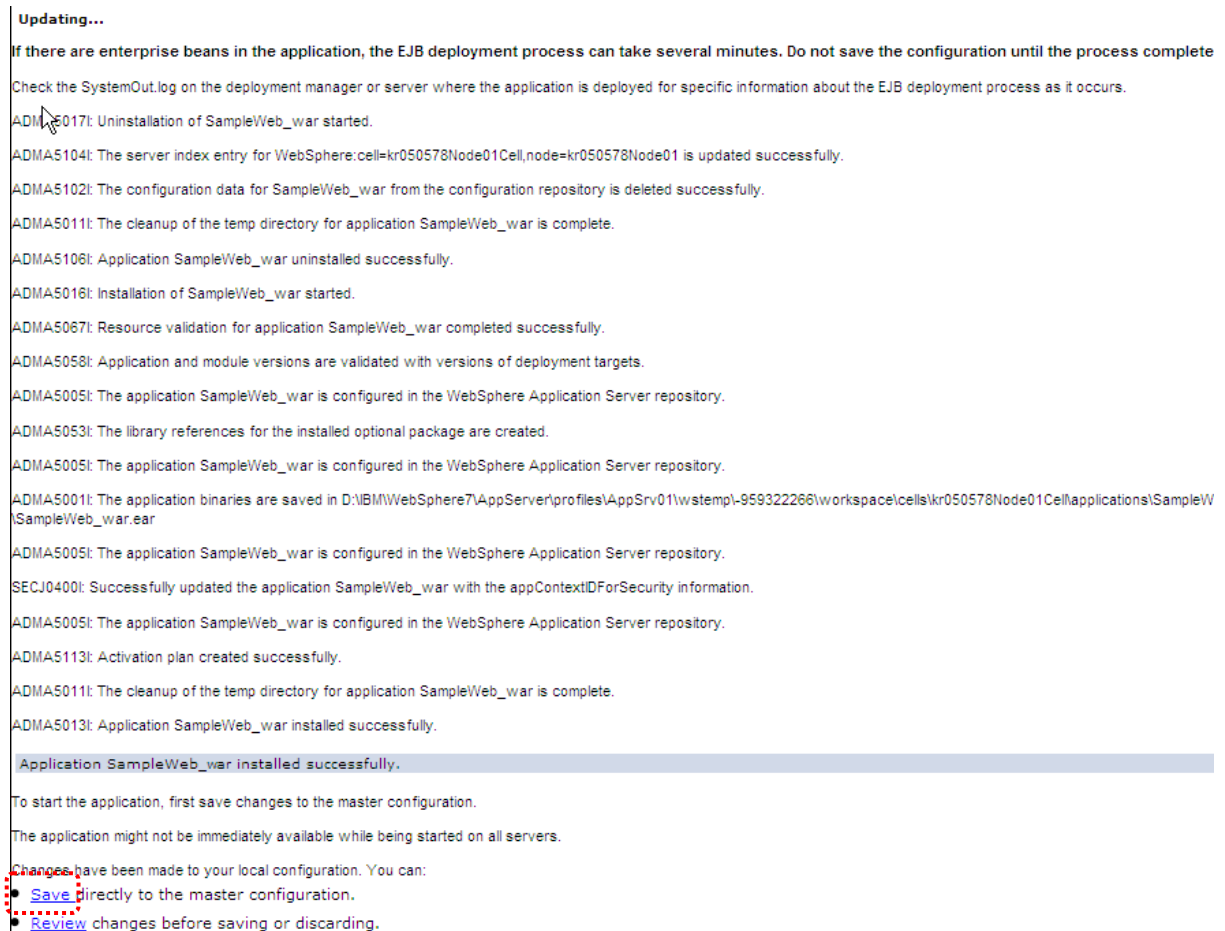 Updating...
If there are enterprise beans in the application, the EJB deployment process can take several minutes. Do not save the configuration until the process complete
Check the SystemOut.log on the deployment manager or server where the application is deployed for specific information about the EJB deployment process as it occurs.
ADMA5017I: Uninstallation of SampleWeb_war started.
ADMA5104I: The server index entry for WebSphere:cell=kr050578Node01Cell,node=kr050578Node01 is updated successfully.
ADMA5102I: The configuration data for SampleWeb_war from the configuration repository is deleted successfully.
ADMA5011I: The cleanup of the temp directory for application SampleWeb_war is complete.
ADMA5106I: Application SampleWeb_war uninstalled successfully.
ADMA5016I: Installation of SampleWeb_war started.
ADMA5067I: Resource validation for application SampleWeb_war completed successfully.
ADMA5058I: Application and module versions are validated with versions of deployment targets.
ADMA5005I: The application SampleWeb_war is configured in the WebSphere Application Server repository.
ADMA5053I: The library references for the installed optional package are created.
ADMA5005I: The application SampleWeb_war is configured in the WebSphere Application Server repository.
ADMA5001I: The application binaries are saved in D:\IBM\WebSphere7\AppServer\profiles\AppSrv01\wstemp\-959322266\workspace\cells\kr050578Node01Cell\applications\SampleW
\SampleWeb_war.ear
ADMA5005I: The application SampleWeb_war is configured in the WebSphere Application Server repository.
SECJ0400I: Successfully updated the application SampleWeb_war with the appContextIDForSecurity information.
ADMA5005I: The application SampleWeb_war is configured in the WebSphere Application Server repository.
ADMA5113I: Activation plan created successfully.
ADMA5011I: The cleanup of the temp directory for application SampleWeb_war is complete.
ADMA5013I: Application SampleWeb_war installed successfully.
Application SampleWeb_war installed successfully.
To start the application, first save changes to the master configuration.
The application might not be immediately available while being started on all servers.
Changes have been made to your local configuration. You can:
• Save directly to the master configuration.
• Review changes before saving or discarding.